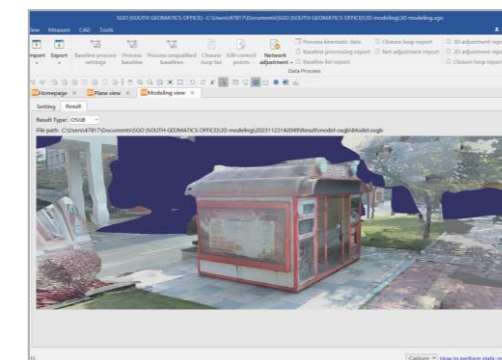 SGO (SOUTH GEOMATICS OFFICE)-C:\Users\47817\Documents\SGO (SOUTH GEOMATICS OFFICE)\3D modeling\3D modeling.sgo
View Measure CAD Tools
Import Export Baseline process settings Process baseline Process unqualified baselines Closure loop list Edit control points Network adjustment
Process kinematic data Closure loop report 2D adjustment
Baseline processing report Net adjustment report 3D adjustment
Baseline list report Closure loop report
Data Process
Homepage × Plane view × Modeling view ×
Setting Result
Result Type: OSGB
File path: C:\Users\47817\Documents\SGO (SOUTH GEOMATICS OFFICE)\3D modeling\20231123142049\Result\model-osgb\Model.osgb
Capture How to perform static